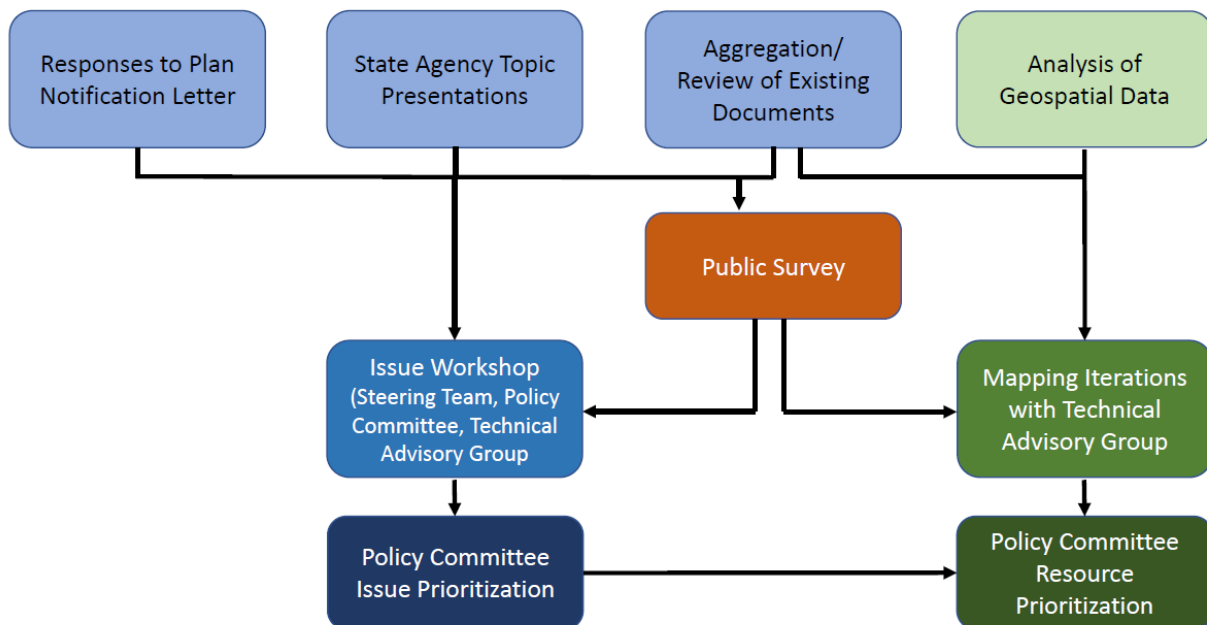 Responses to Plan
Notification Letter
State Agency Topic
Presentations
Aggregation/
Review of Existing
Documents
Analysis of
Geospatial Data
Public Survey
Issue Workshop
(Steering Team, Policy
Committee, Technical
Advisory Group
Mapping Iterations
with Technical
Advisory Group
Policy Committee
Issue Prioritization
Policy Committee
Resource
Prioritization